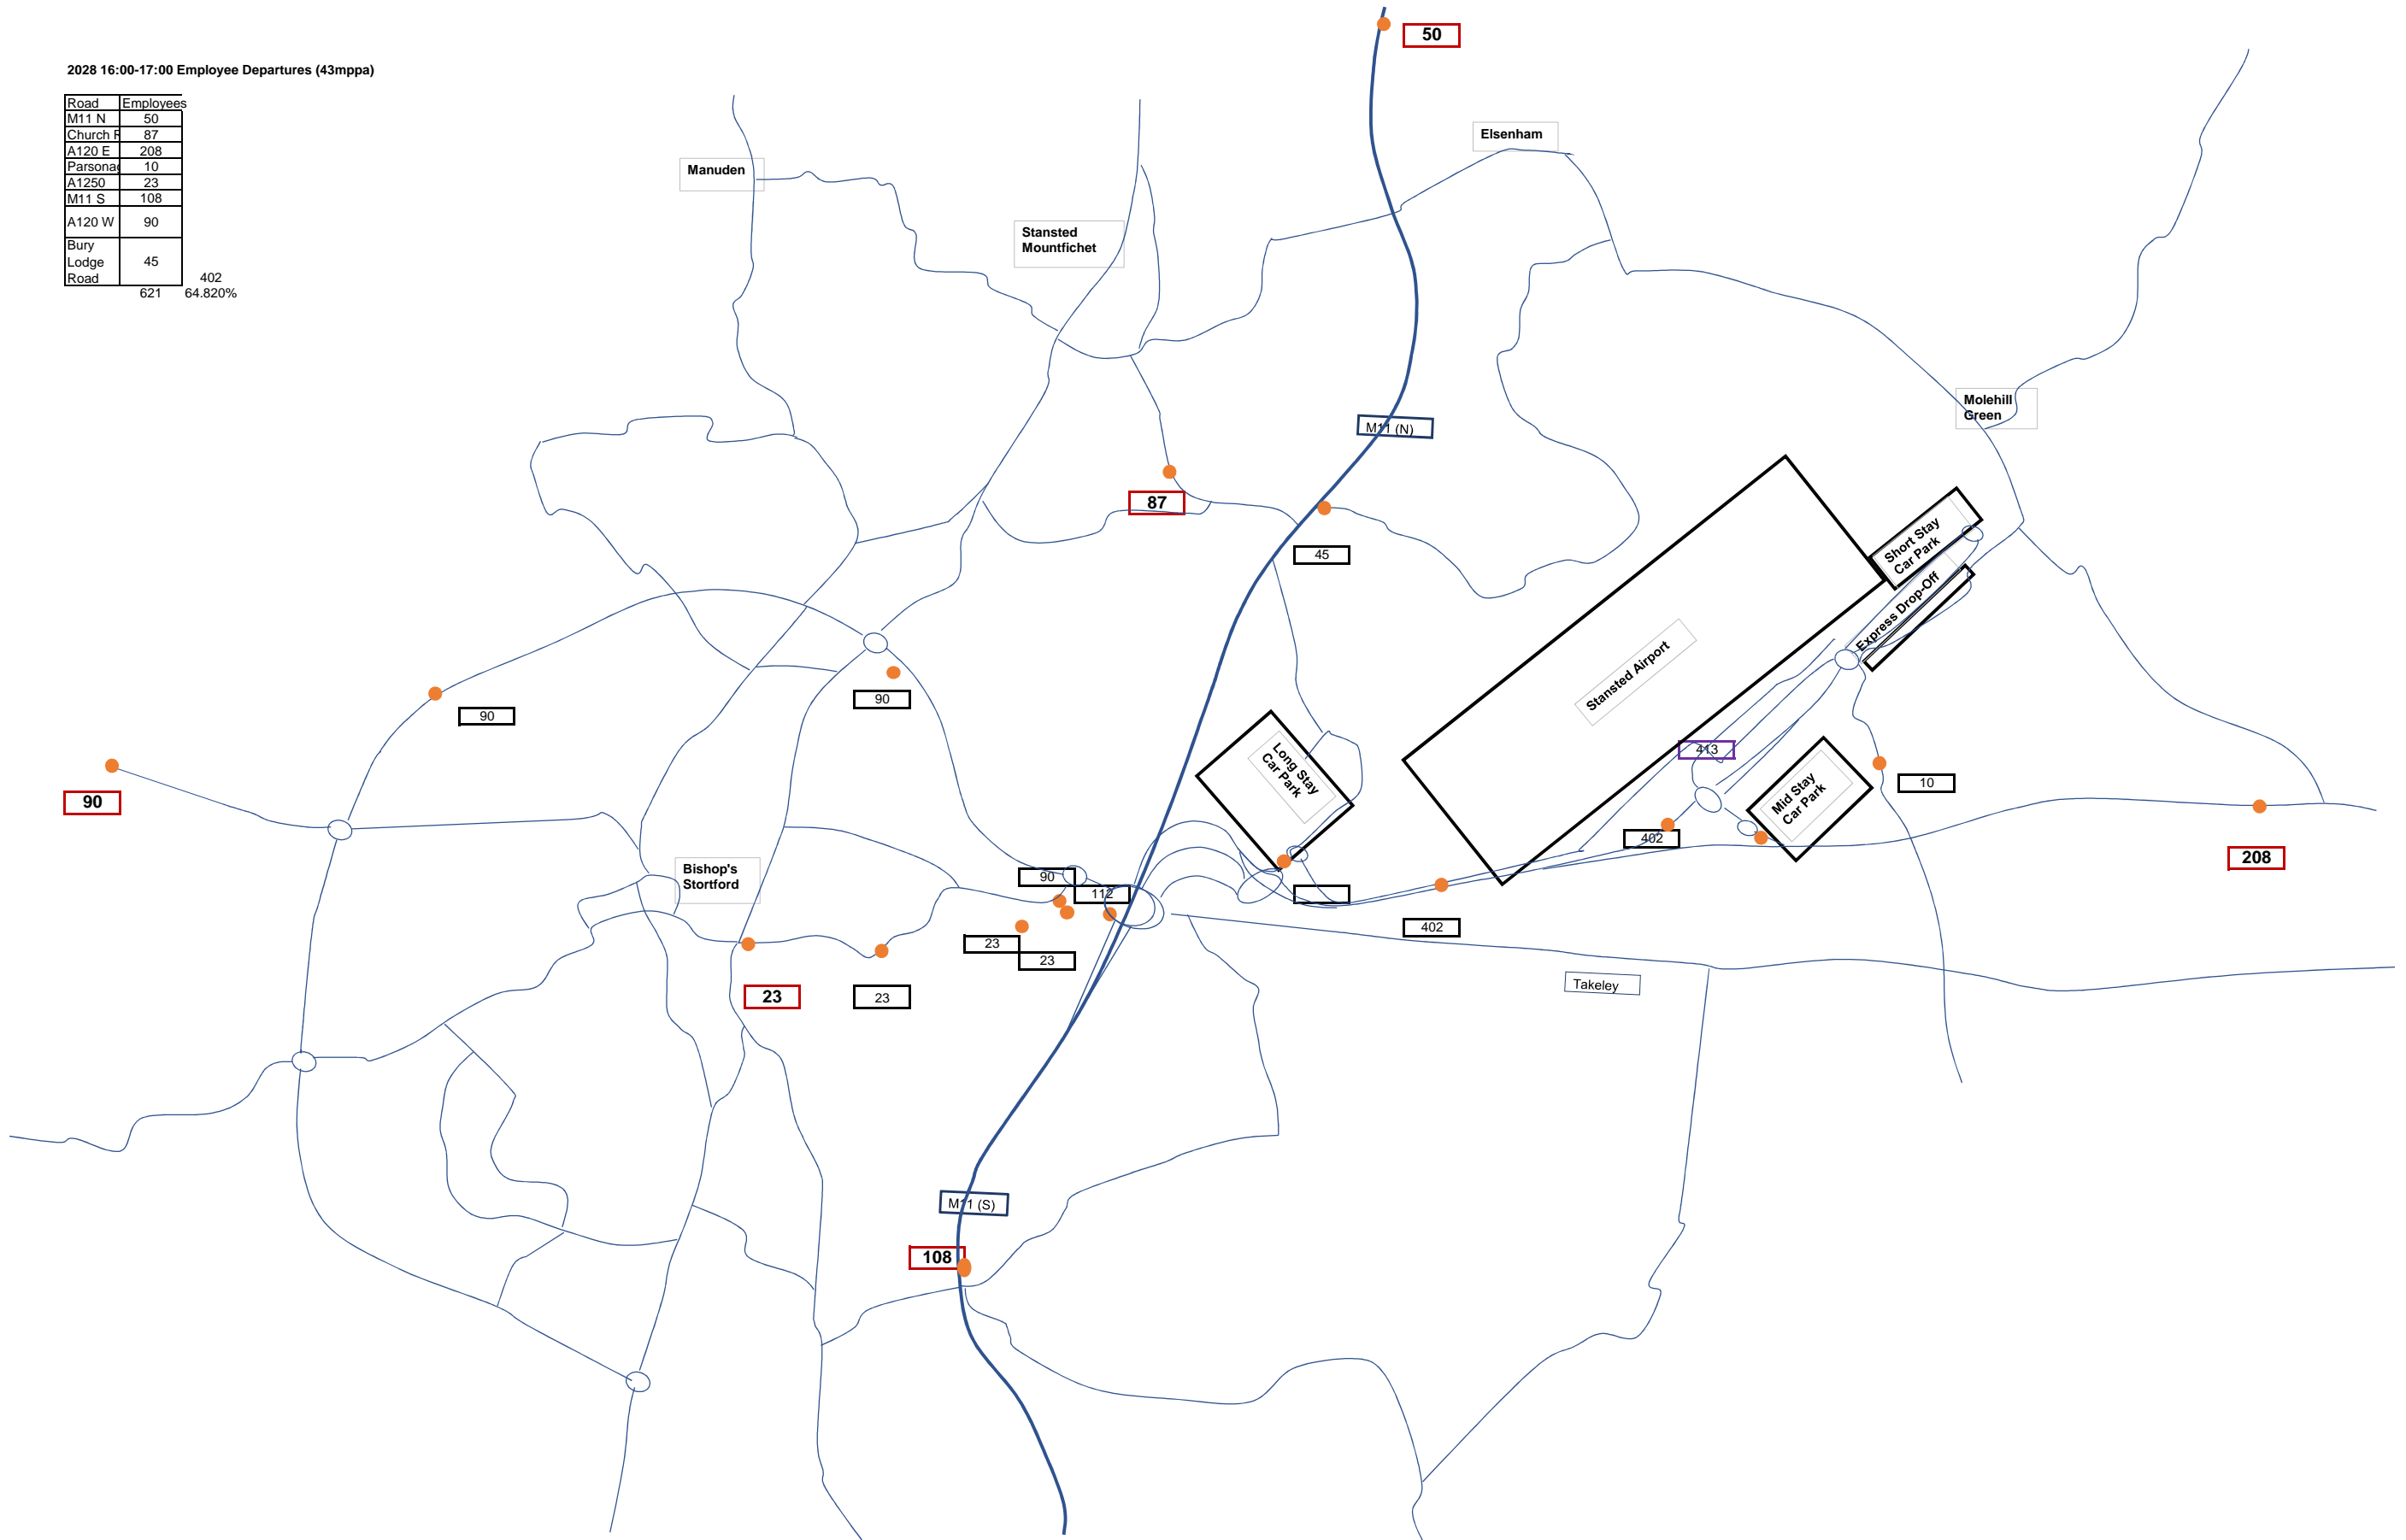 2028 16:00-17:00 Employee Departures (43mppa)
Road Employees
M11 N 50
Church R 87
A120 E 208
Parsonag 10
A1250 23
M11 S 108
A120 W 90
Bury
Lodge
Road
45
402
621 64.820%
50
Elsenham
Manuden
Stansted
Mountfichet
Molehill
Green
M11 (N)
87
45
Short Stay
Car Park
Express Drop-Off
Stansted Airport
90
90
90
Long Stay
Car Park
413
Mid Stay
Car Park
10
402
208
Bishop's
Stortford
90
112
402
23
23
23
23
Takeley
M11 (S)
108